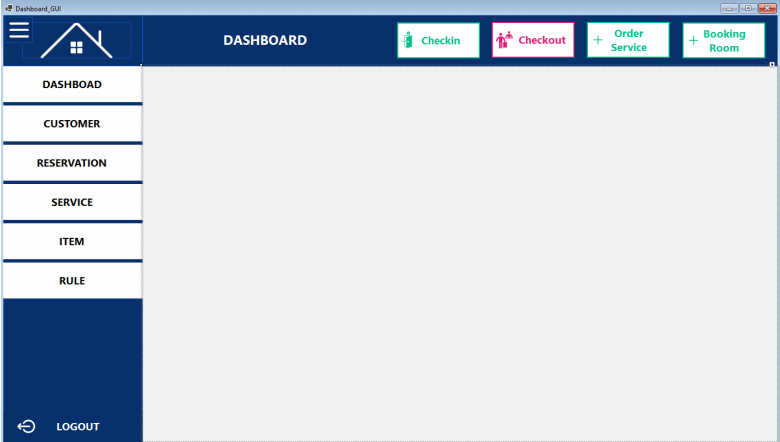 Dashboard_GUI
DASHBOARD
Checkin
Checkout
+ Order
Service
+ Booking
Room
DASHBOAD
CUSTOMER
RESERVATION
SERVICE
ITEM
RULE
LOGOUT